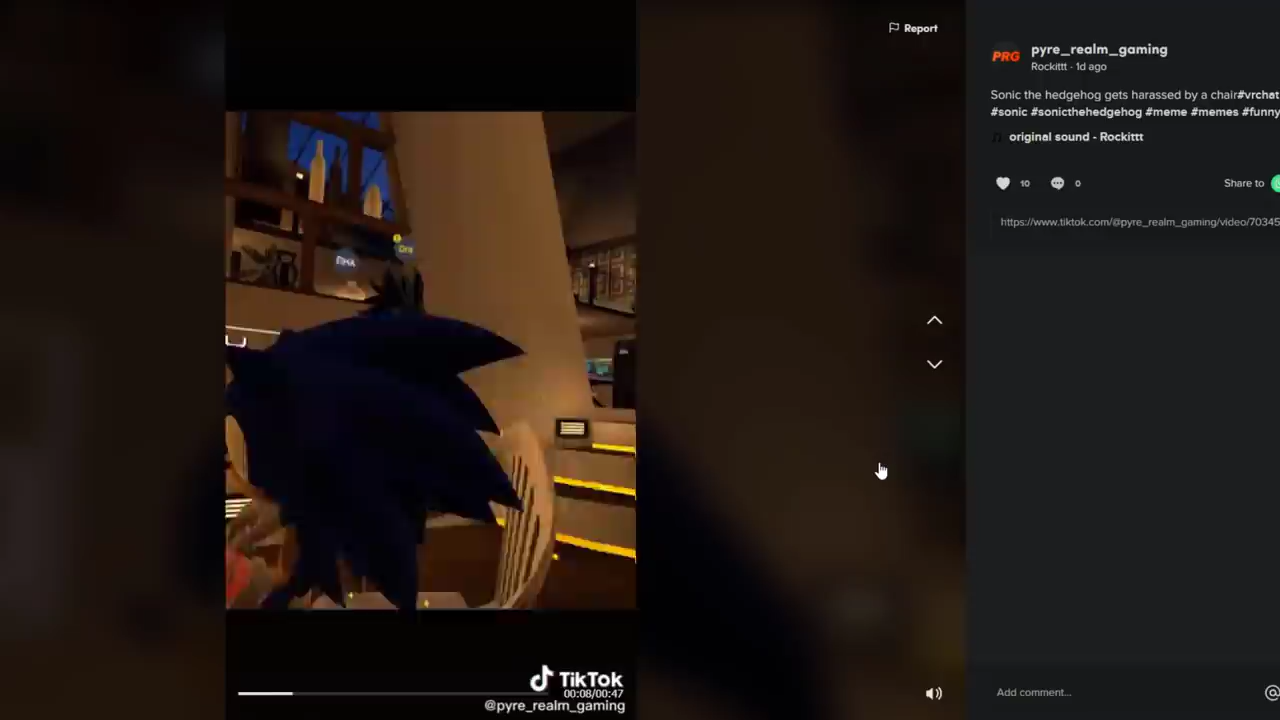 Report
PRG
pyre_realm_gaming
Rockittt · 1d ago
Sonic the hedgehog gets harassed by a chair#vrchat
#sonic #sonicthehedgehog #meme #memes #funny
original sound - Rockittt
10
0
Share to
https://www.tiktok.com/@pyre_realm_gaming/video/70345
TikTok
00:08/00:47
@pyre_realm_gaming
Add comment...
@